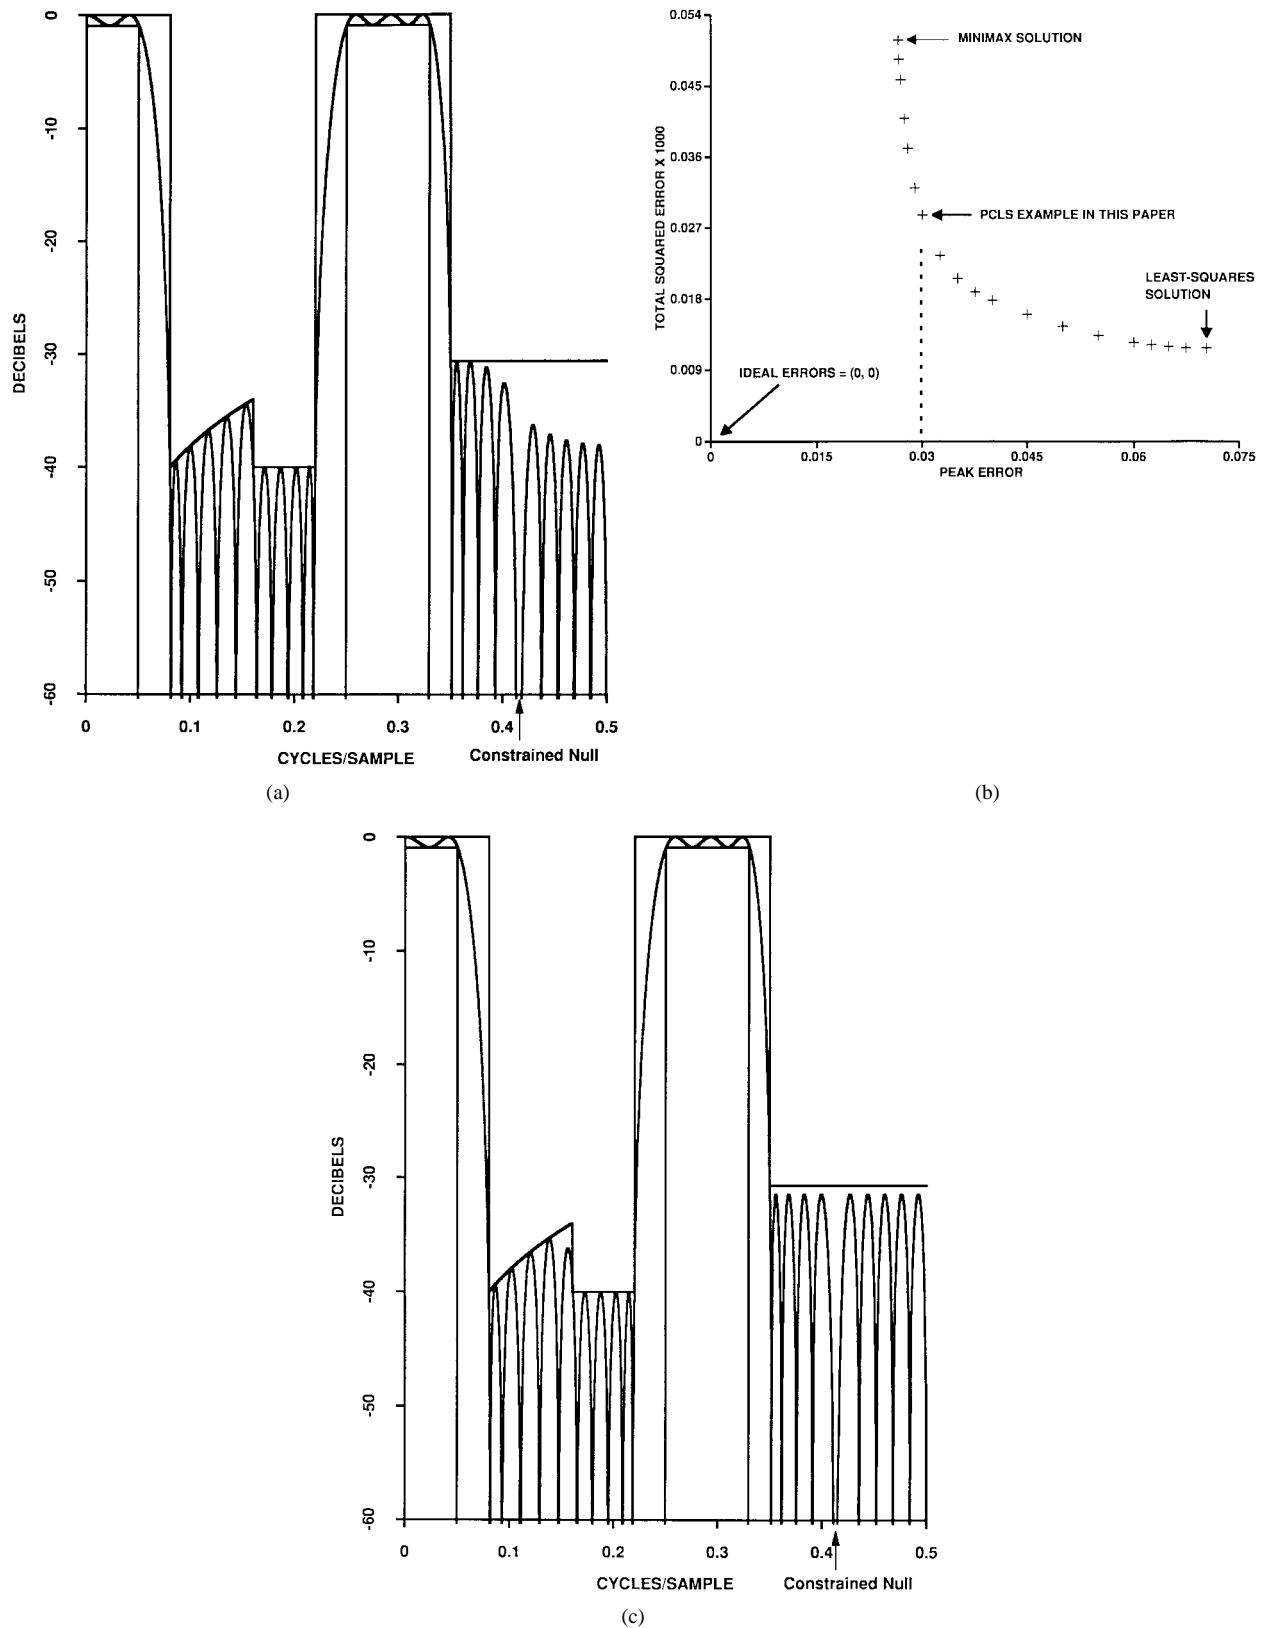 0
-10
-20
-30
-40
-50
-60
DECIBELS
0
0.1
0.2
0.3
0.4
0.5
CYCLES/SAMPLE
Constrained Null
(a)
0.054
0.045
0.036
0.027
0.018
0.009
0
TOTAL SQUARED ERROR X 1000
MINIMAX SOLUTION
PCLS EXAMPLE IN THIS PAPER
LEAST-SQUARES
SOLUTION
IDEAL ERRORS = (0, 0)
0
0.015
0.03
0.045
0.06
0.075
PEAK ERROR
(b)
0
-10
-20
-30
-40
-50
-60
DECIBELS
0
0.1
0.2
0.3
0.4
0.5
CYCLES/SAMPLE
Constrained Null
(c)